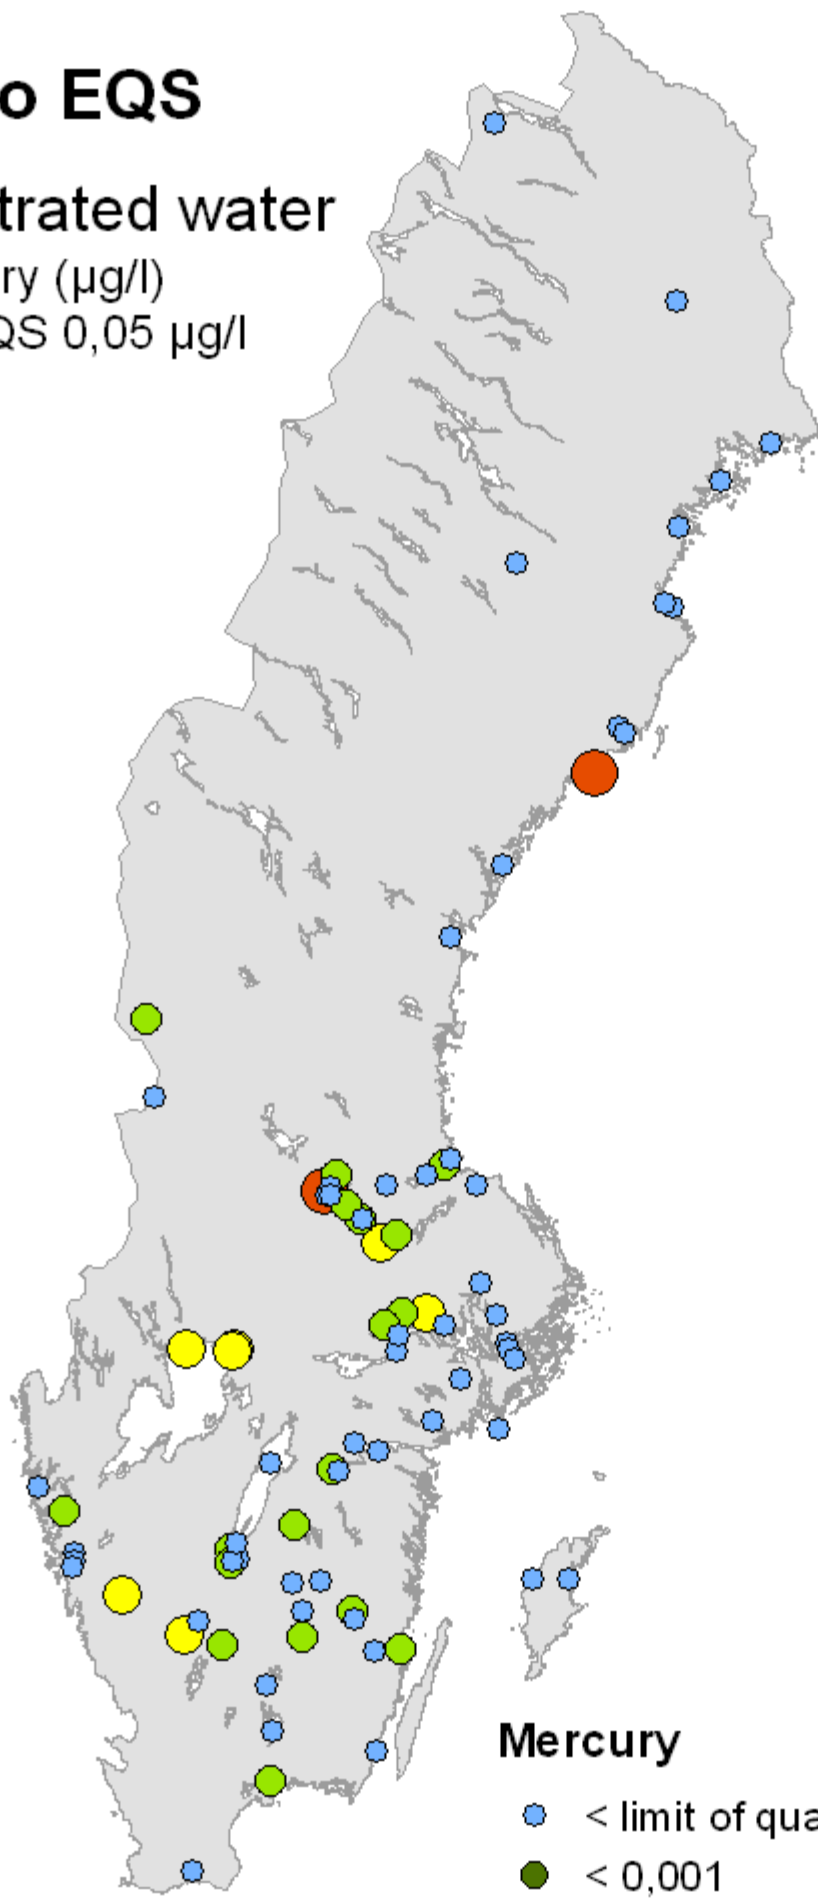 o EQS
trated water
ry (µg/l)
QS 0,05 µg/l
Mercury
< limit of qua
< 0,001